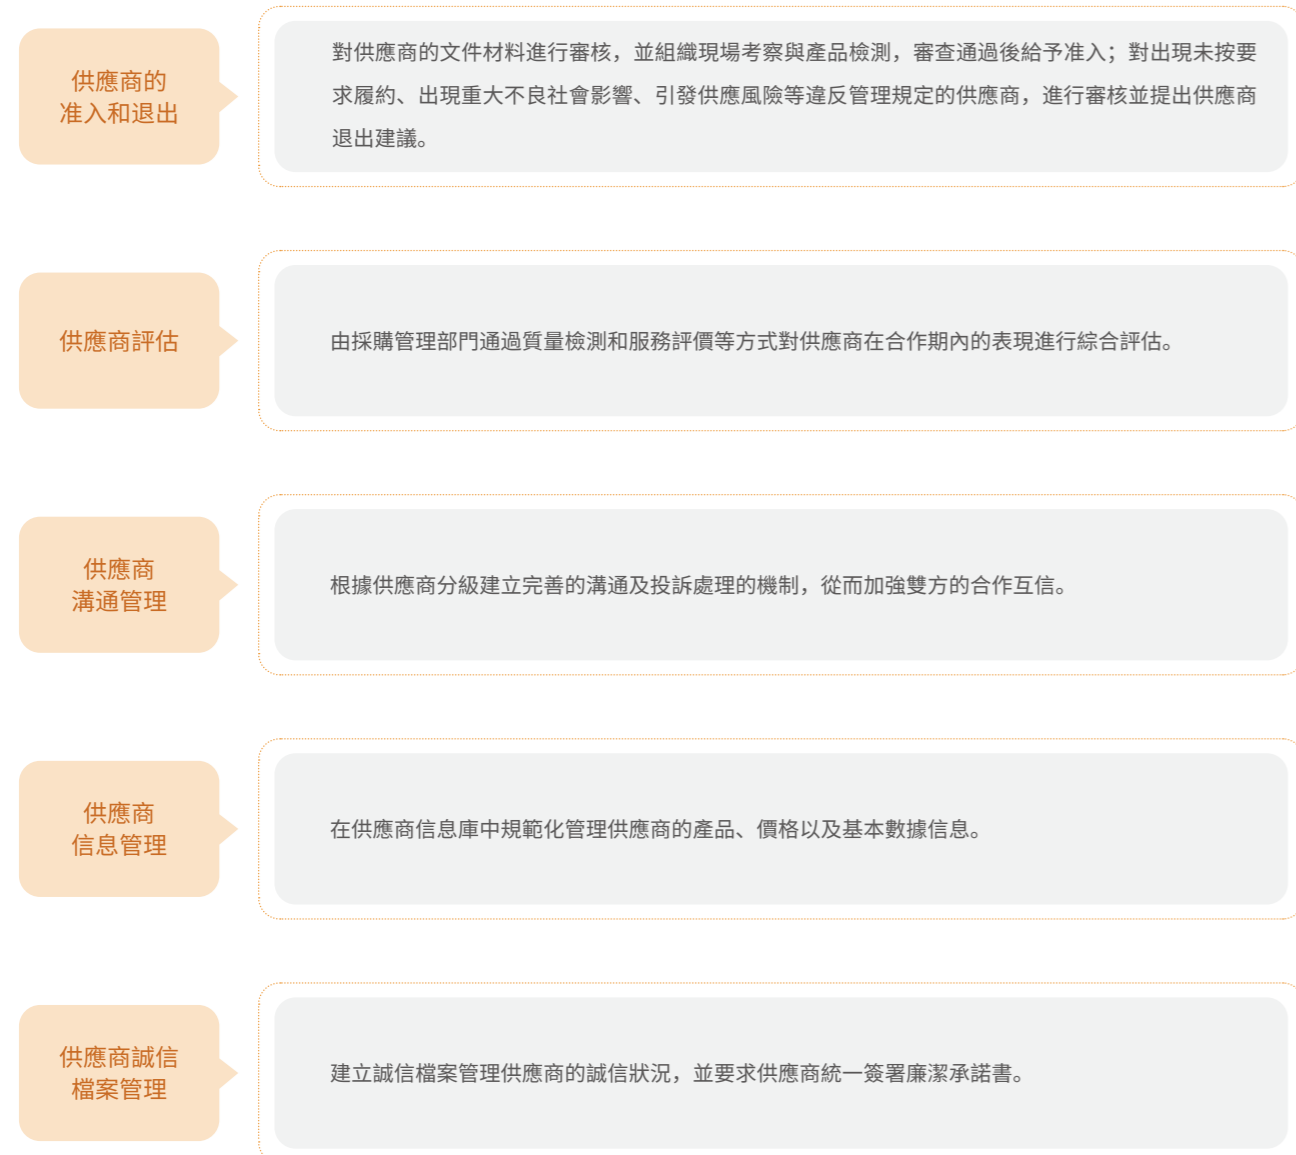 供應商的
准入和退出
對供應商的文件材料進行審核，並組織現場考察與產品檢測，審查通過後給予准入；對出現未按要
求履約、出現重大不良社會影響、引發供應風險等違反管理規定的供應商，進行審核並提出供應商
退出建議。
供應商評估
由採購管理部門通過質量檢測和服務評價等方式對供應商在合作期內的表現進行綜合評估。
供應商
溝通管理
根據供應商分級建立完善的溝通及投訴處理的機制，從而加強雙方的合作互信。
供應商
信息管理
在供應商信息庫中規範化管理供應商的產品、價格以及基本數據信息。
供應商誠信
檔案管理
建立誠信檔案管理供應商的誠信狀況，並要求供應商統一簽署廉潔承諾書。